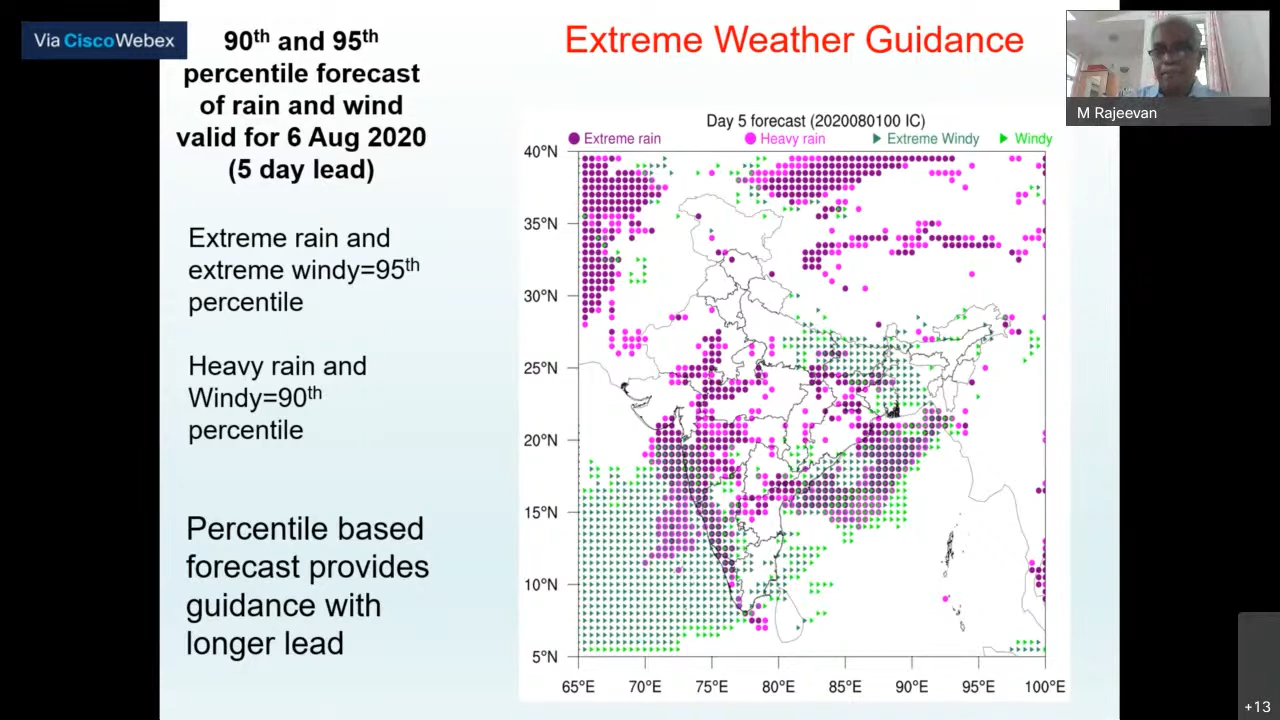 Via Cisco Webex
90th and 95th
percentile forecast
of rain and wind
valid for 6 Aug 2020
(5 day lead)
Extreme rain and
extreme windy=95th
percentile
Heavy rain and
Windy=90th
percentile
Percentile based
forecast provides
guidance with
longer lead
Extreme Weather Guidance
Day 5 forecast (2020080100 IC)
Extreme rain Heavy rain Extreme Windy Windy
40°N
35°N
30°N
25°N
20°N
15°N
10°N
5°N
65°E 70°E 75°E 80°E 85°E 90°E 95°E 100°E
M Rajeevan
+13